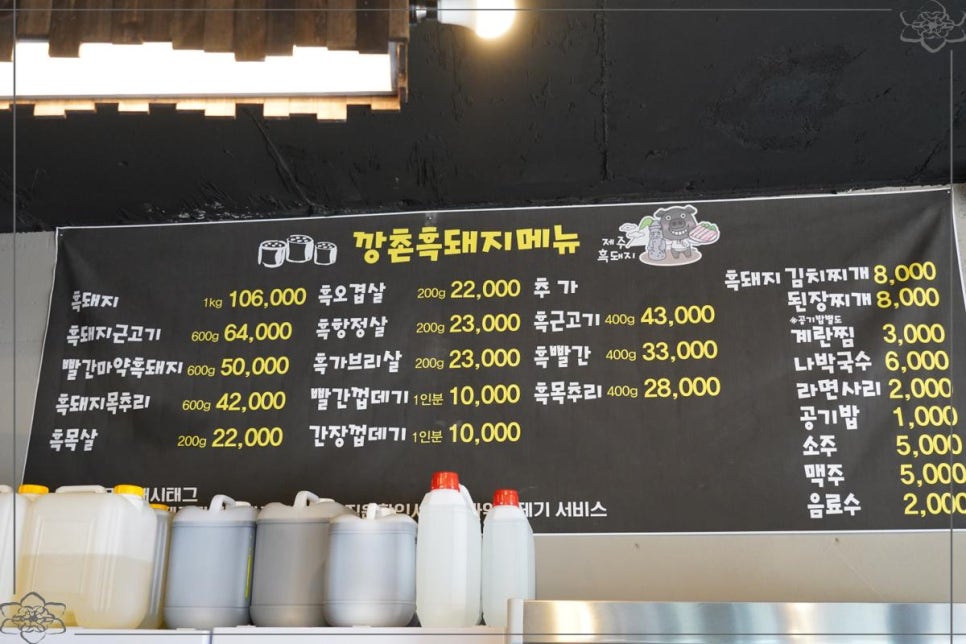 깡촌흑돼지메뉴
제주
흑돼지
흑돼지 1kg 106,000
흑돼지근고기 600g 64,000
빨간마약흑돼지 600g 50,000
흑돼지목추리 600g 42,000
흑목살 200g 22,000
흑오겹살 200g 22,000
흑항정살 200g 23,000
흑가브리살 200g 23,000
빨간껍데기 1인분 10,000
간장껍데기 1인분 10,000
추가
흑근고기 400g 43,000
흑빨간 400g 33,000
흑목추리 400g 28,000
흑돼지 김치찌개 8,000
된장찌개 8,000
※공기밥별도
계란찜 3,000
나박국수 6,000
라면사리 2,000
공기밥 1,000
소주 5,000
맥주 5,000
음료수 2,000
해시태그
서비스